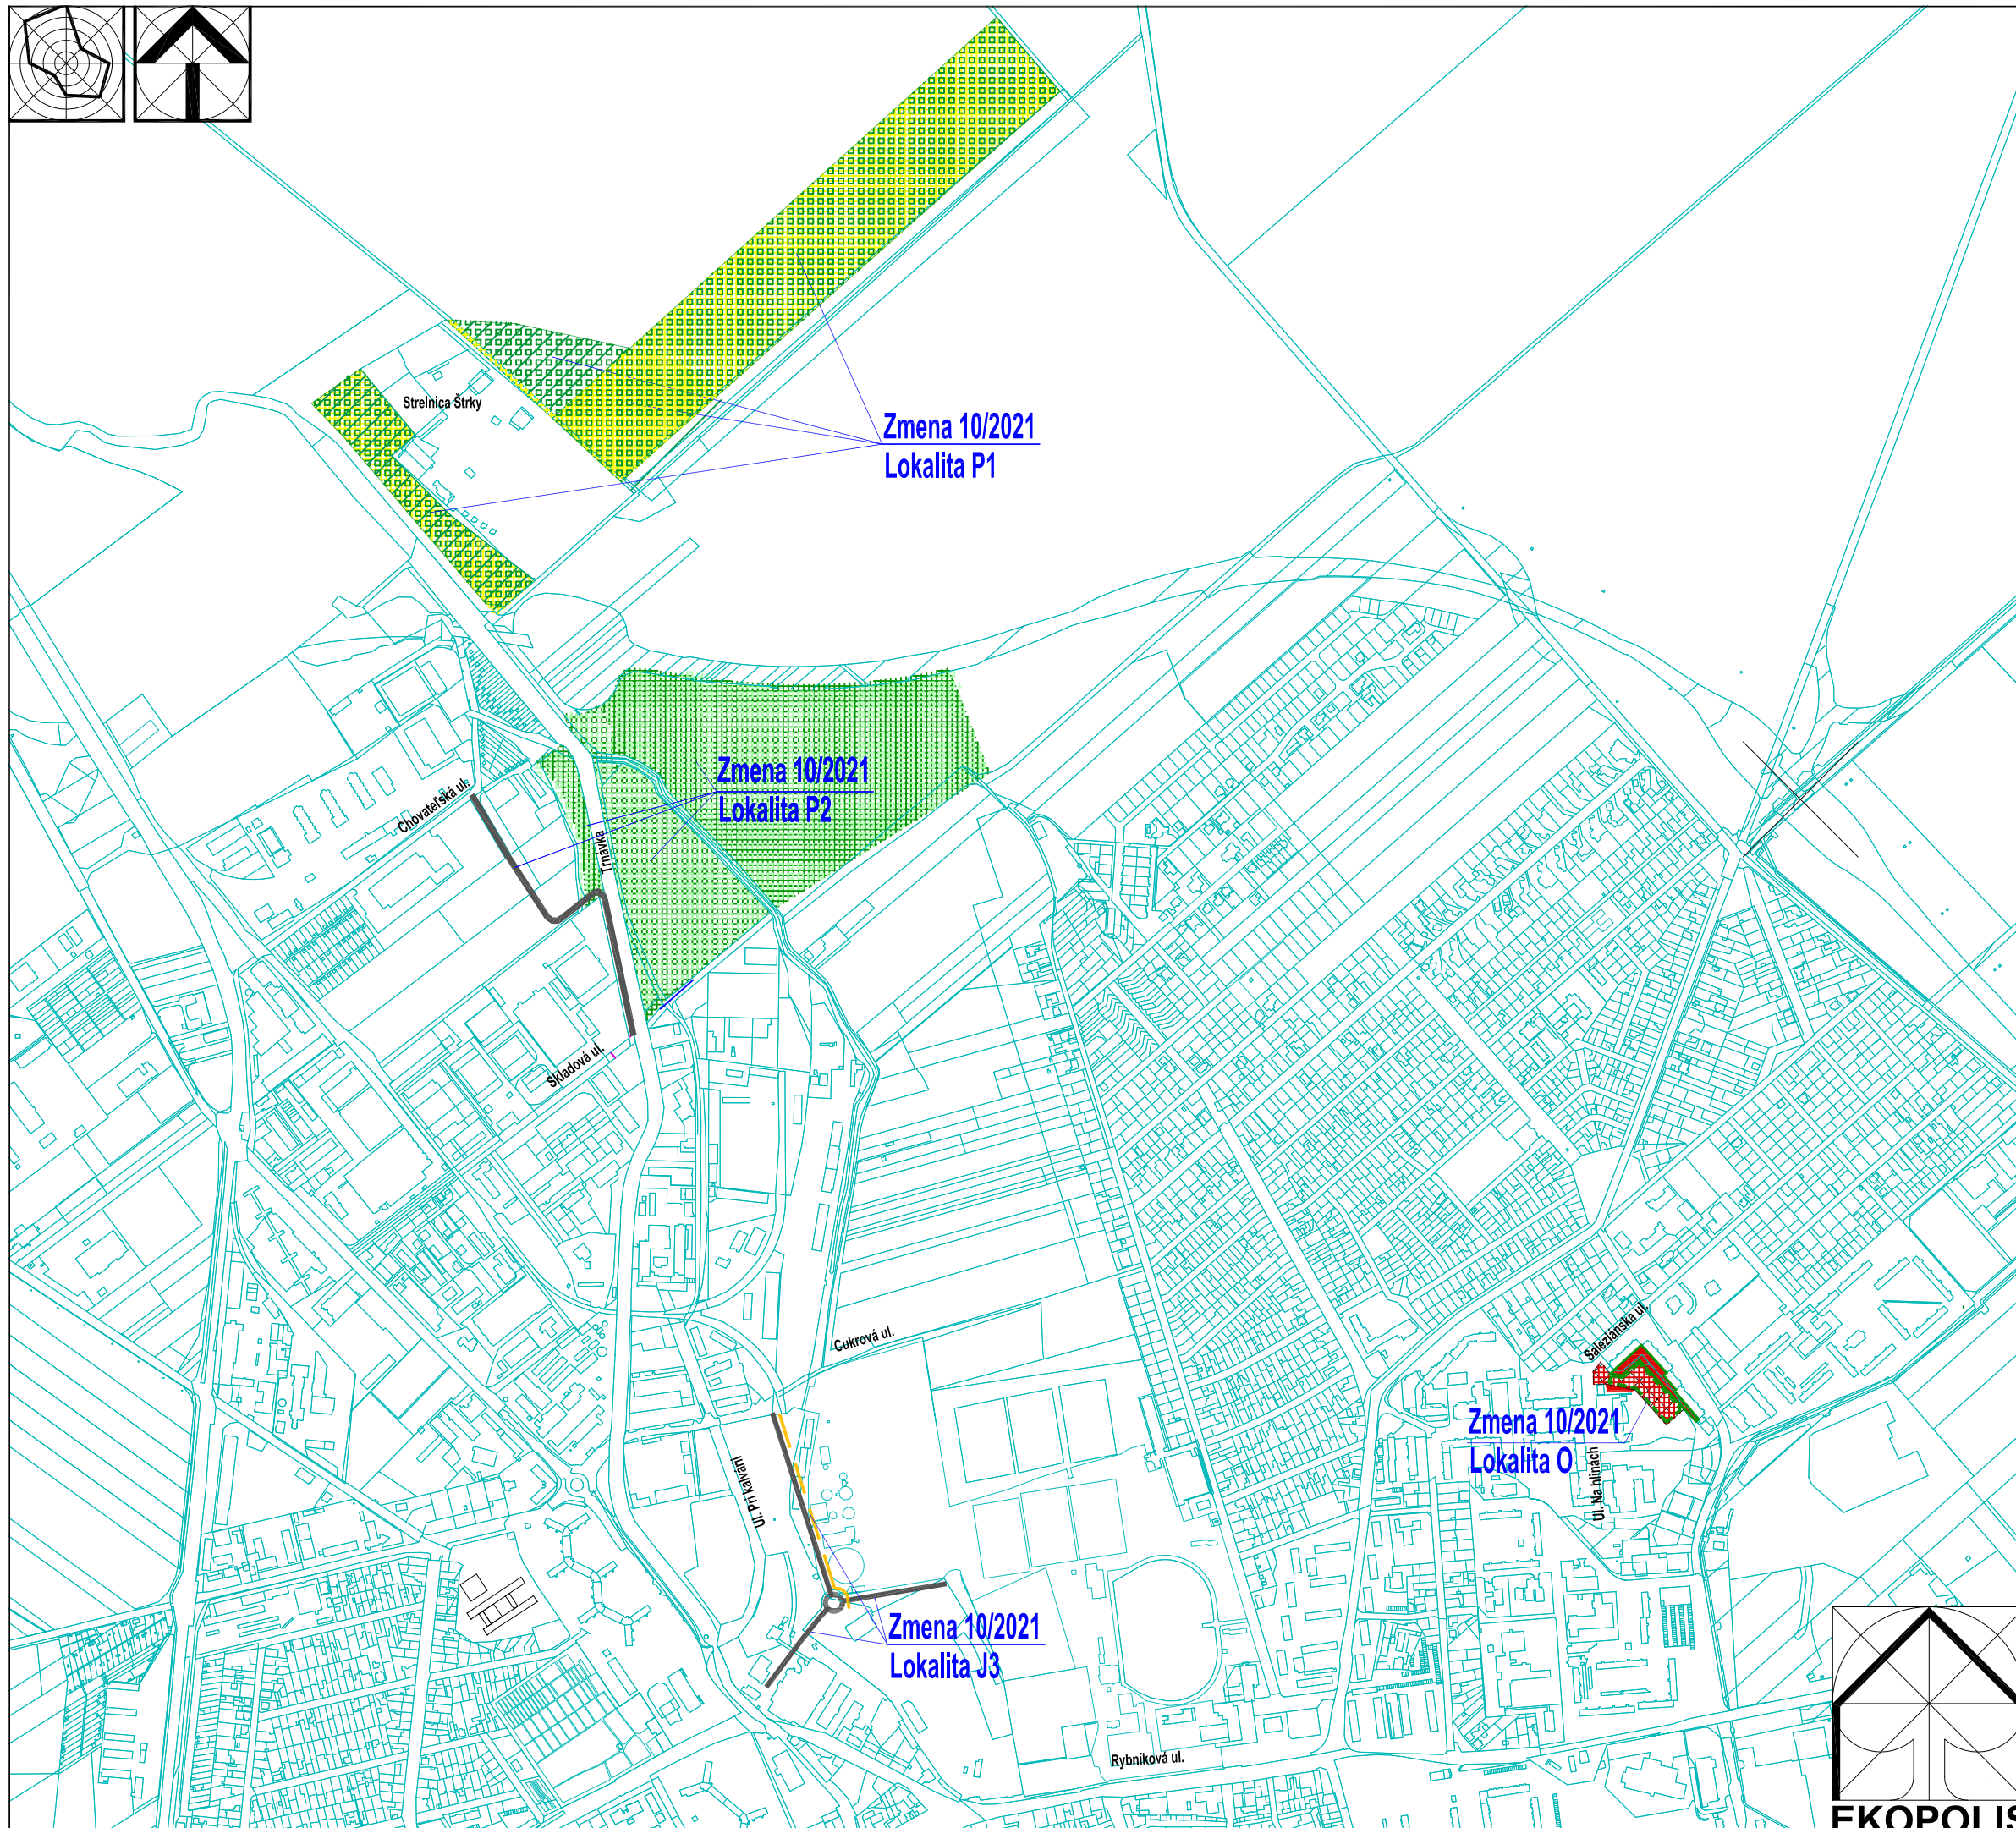 Strelnica Štrky
Zmena 10/2021
Lokalita P1
Zmena 10/2021
Lokalita P2
Chovateľská ul.
Trnávka
Skladová ul.
Cukrová ul.
Saleziánska ul.
Zmena 10/2021
Lokalita O
Ul. Na hlinách
Ul. Pri kalvárii
Zmena 10/2021
Lokalita J3
Rybníková ul.
EKOPOLIS